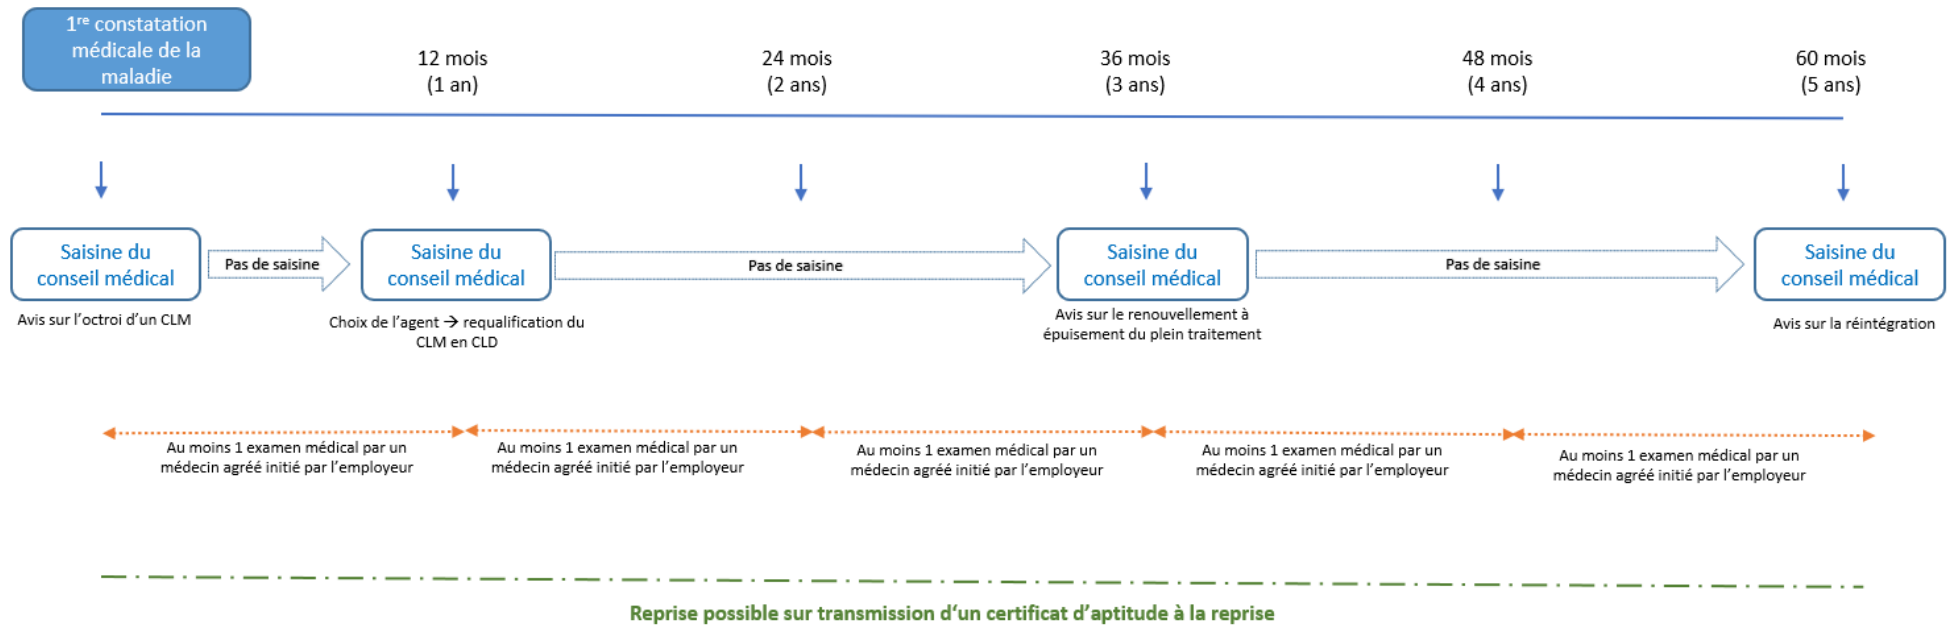 1re constatation
médicale de la
maladie
12 mois
(1 an)
24 mois
(2 ans)
36 mois
(3 ans)
48 mois
(4 ans)
60 mois
(5 ans)
Saisine du
conseil médical
Pas de saisine
Saisine du
conseil médical
Pas de saisine
Saisine du
conseil médical
Pas de saisine
Saisine du
conseil médical
Avis sur l’octroi d’un CLM
Choix de l’agent → requalification du
CLM en CLD
Avis sur le renouvellement à
épuisement du plein traitement
Avis sur la réintégration
Au moins 1 examen médical par un
médecin agréé initié par l’employeur
Au moins 1 examen médical par un
médecin agréé initié par l’employeur
Au moins 1 examen médical par un
médecin agréé initié par l’employeur
Au moins 1 examen médical par un
médecin agréé initié par l’employeur
Au moins 1 examen médical par un
médecin agréé initié par l’employeur
Reprise possible sur transmission d‘un certificat d’aptitude à la reprise